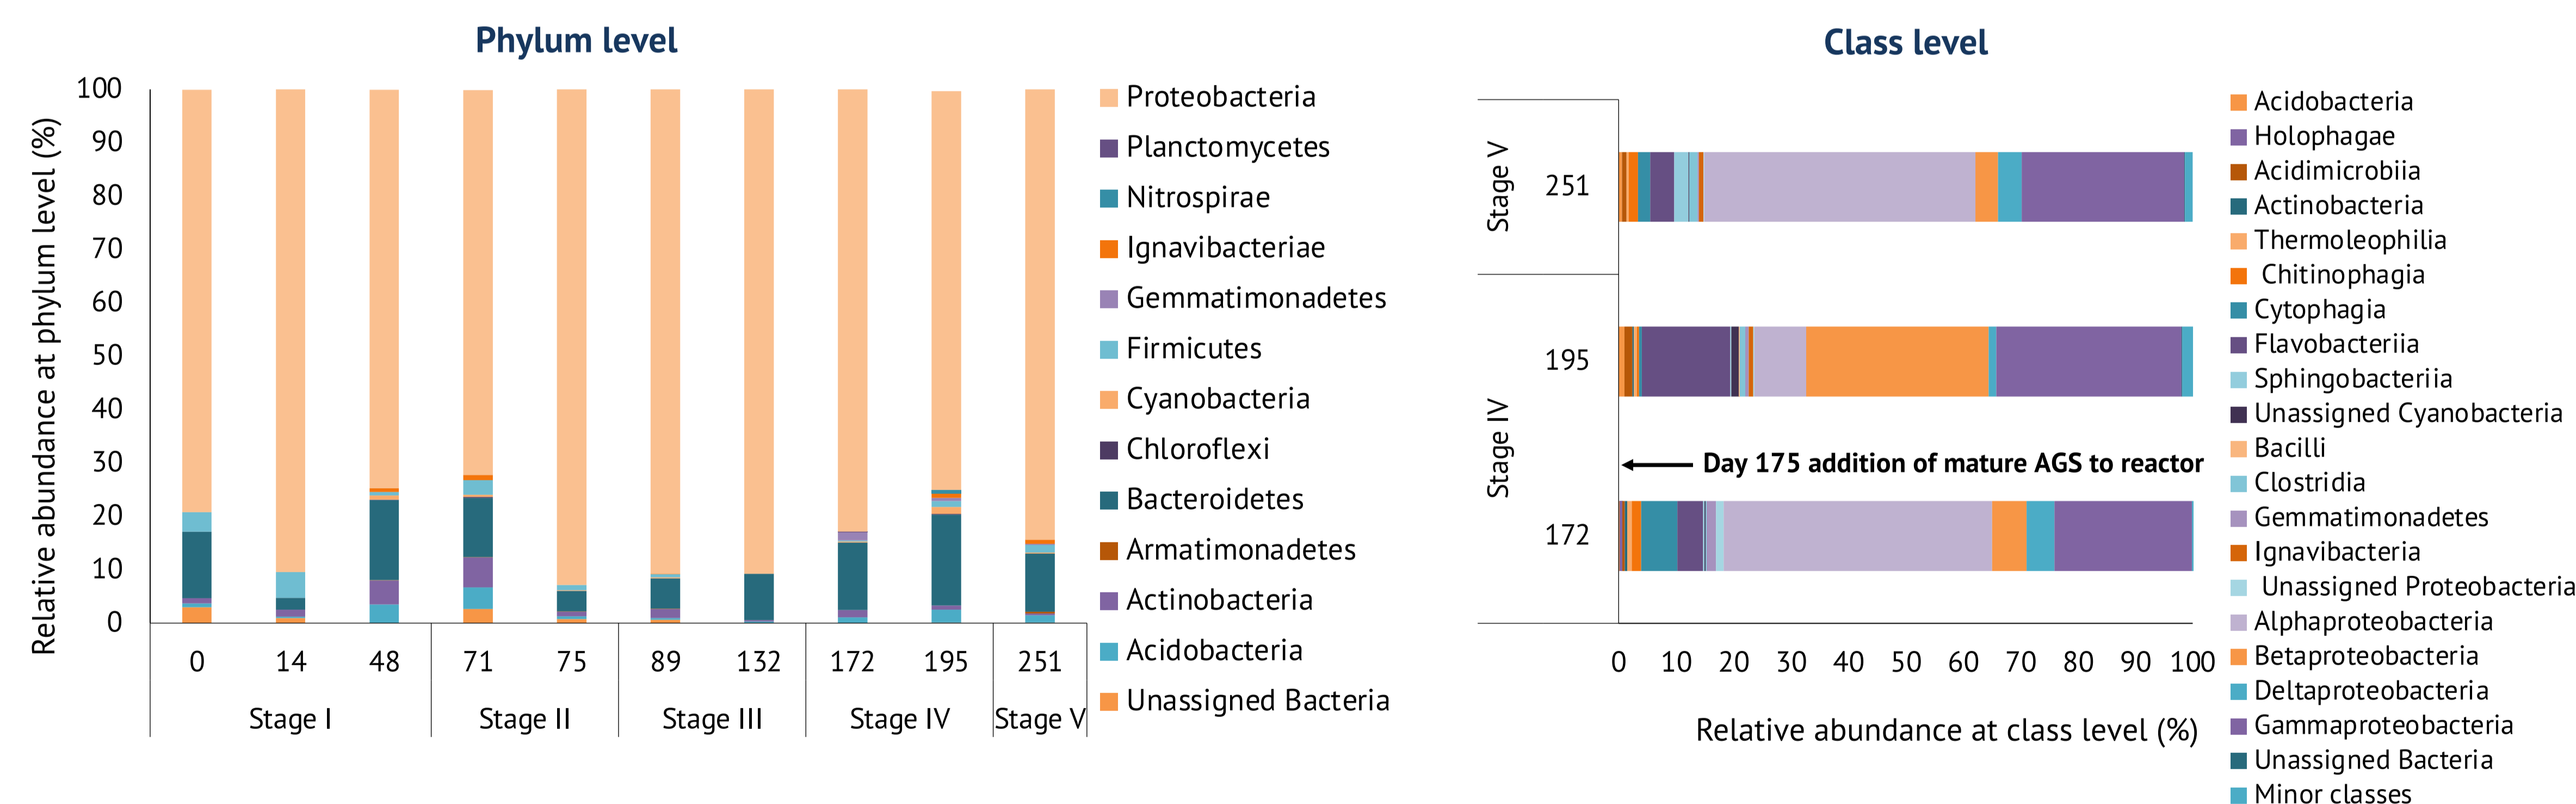 Phylum level
Relative abundance at phylum level (%)
100
90
80
70
60
50
40
30
20
10
0
0 14 48 71 75 89 132 172 195 251
Stage I Stage II Stage III Stage IV Stage V
Proteobacteria
Planctomycetes
Nitrospirae
Ignavibacteriae
Gemmatimonadetes
Firmicutes
Cyanobacteria
Chloroflexi
Bacteroidetes
Armatimonadetes
Actinobacteria
Acidobacteria
Unassigned Bacteria
Class level
Stage V
251
Stage IV
195
Day 175 addition of mature AGS to reactor
172
0 10 20 30 40 50 60 70 80 90 100
Relative abundance at class level (%)
Acidobacteria
Holophagae
Acidimicrobiia
Actinobacteria
Thermoleophilia
Chitinophagia
Cytophagia
Flavobacteriia
Sphingobacteriia
Unassigned Cyanobacteria
Bacilli
Clostridia
Gemmatimonadetes
Ignavibacteria
Unassigned Proteobacteria
Alphaproteobacteria
Betaproteobacteria
Deltaproteobacteria
Gammaproteobacteria
Unassigned Bacteria
Minor classes